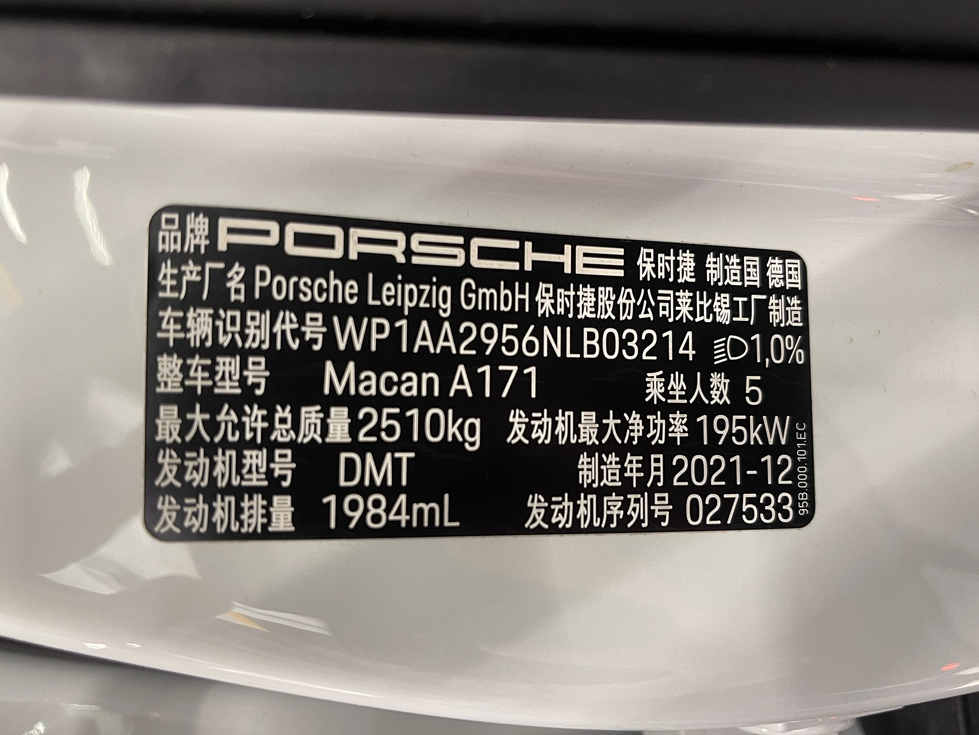 品牌 PORSCHE 保时捷 制造国 德国
生产厂名 Porsche Leipzig GmbH 保时捷股份公司莱比锡工厂制造
车辆识别代号 WP1AA2956NLB03214 1,0%
整车型号 Macan A171 乘坐人数 5
最大允许总质量 2510kg 发动机最大净功率 195kW
发动机型号 DMT 制造年月 2021-12
发动机排量 1984mL 发动机序列号 027533
95B.000.101.EC